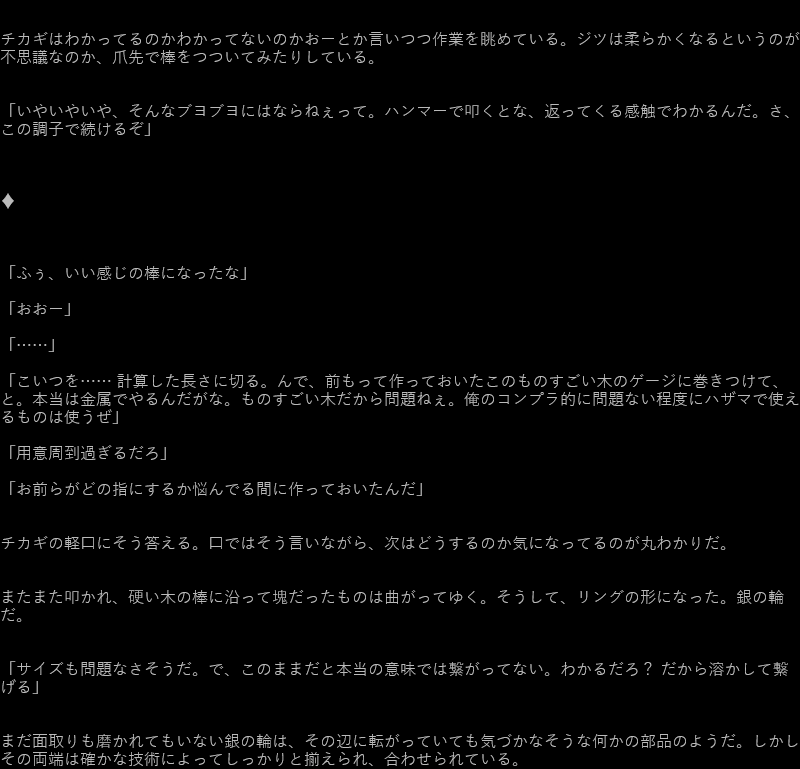 チカギはわかってるのかわかってないのかおーとか言いつつ作業を眺めている。ジツは柔らかくなるというのが
不思議なのか、爪先で棒をつついてみたりしている。
「いやいやいや、そんなブヨブヨにはならねぇって。ハンマーで叩くとな、返ってくる感触でわかるんだ。さ、
この調子で続けるぞ」
♦
「ふぅ、いい感じの棒になったな」
「おおー」
「……」
「こいつを…… 計算した長さに切る。んで、前もって作っておいたこのものすごい木のゲージに巻きつけて、
と。本当は金属でやるんだがな。ものすごい木だから問題ねぇ。俺のコンプラ的に問題ない程度にハザマで使え
るものは使うぜ」
「用意周到過ぎるだろ」
「お前らがどの指にするか悩んでる間に作っておいたんだ」
チカギの軽口にそう答える。口ではそう言いながら、次はどうするのか気になってるのが丸わかりだ。
またまた叩かれ、硬い木の棒に沿って塊だったものは曲がってゆく。そうして、リングの形になった。銀の輪
だ。
「サイズも問題なさそうだ。で、このままだと本当の意味では繋がってない。わかるだろ？ だから溶かして繋
げる」
まだ面取りも磨かれてもいない銀の輪は、その辺に転がっていても気づかなそうな何かの部品のようだ。しかし
その両端は確かな技術によってしっかりと揃えられ、合わせられている。